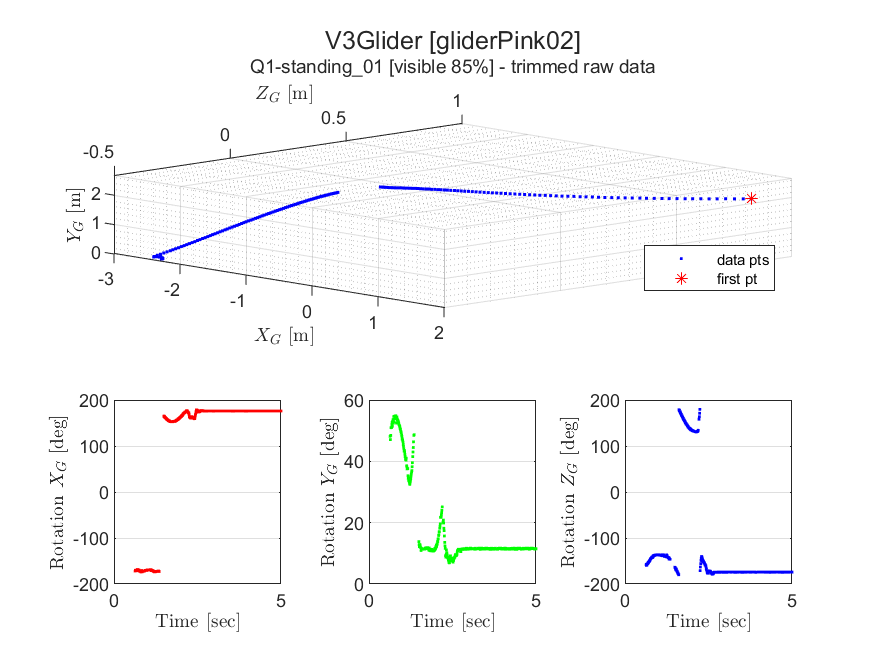 V3Glider [gliderPink02]
Q1-standing_01 [visible 85%] - trimmed raw data
Z_G [m]
1
0.5
0
-0.5
Y_G [m]
2
1
0
-3
-2
-1
0
1
2
X_G [m]
data pts
first pt
Rotation X_G [deg]
200
100
0
-100
-200
0
5
Time [sec]
Rotation Y_G [deg]
60
40
20
0
0
5
Time [sec]
Rotation Z_G [deg]
200
100
0
-100
-200
0
5
Time [sec]